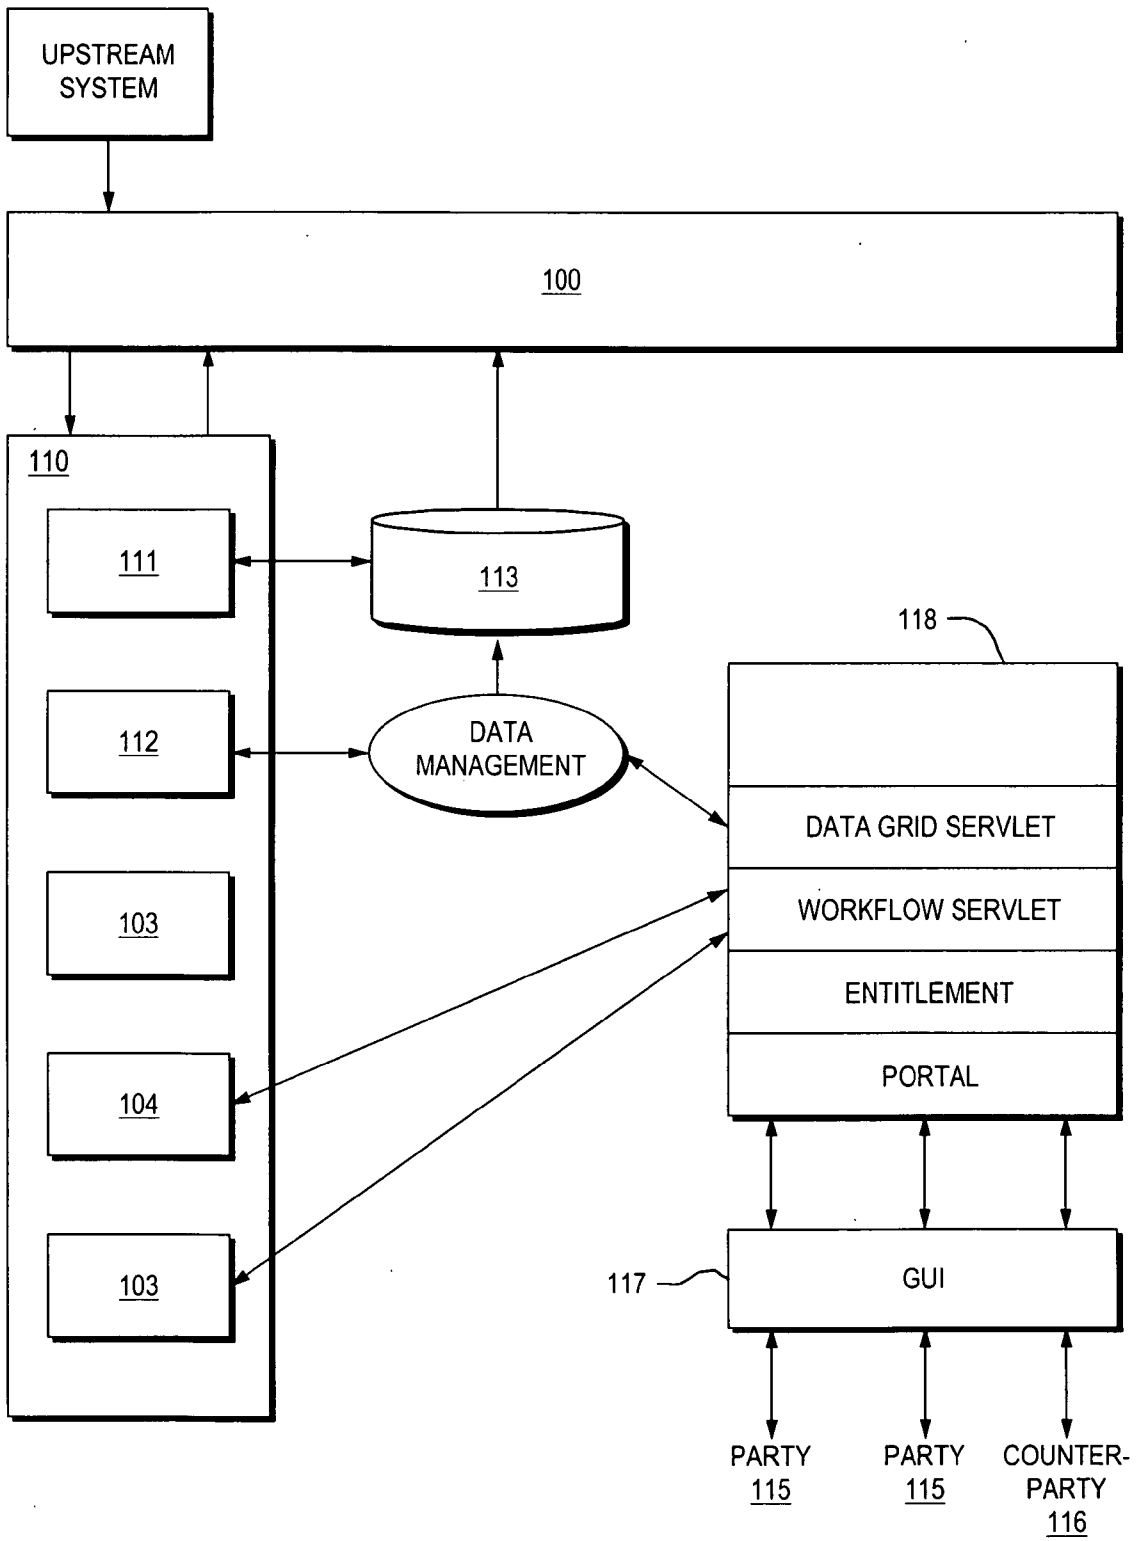 UPSTREAM
SYSTEM
100
110
111
113
118
112
DATA
MANAGEMENT
DATA GRID SERVLET
103
WORKFLOW SERVLET
ENTITLEMENT
104
PORTAL
103
117
GUI
PARTY
115
PARTY
115
COUNTER-
PARTY
116